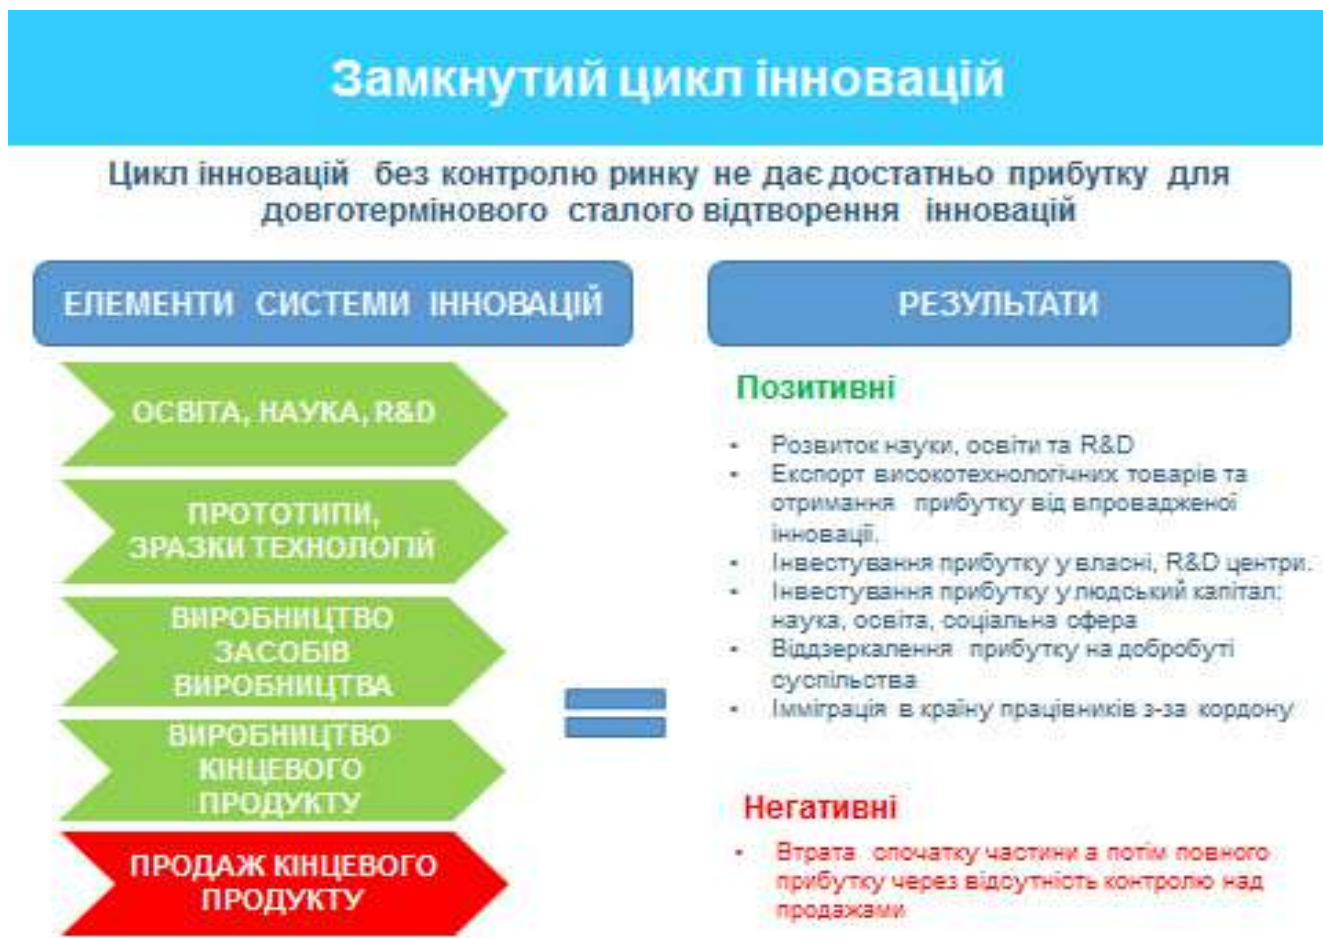 Замкнутий цикл інновацій
Цикл інновацій без контролю ринку не дає достатньо прибутку для
довготермінового сталого відтворення інновацій
ЕЛЕМЕНТИ СИСТЕМИ ІННОВАЦІЙ
ОСВІТА, НАУКА, R&D
ПРОТОТИПИ,
ЗРАЗКИ ТЕХНОЛОГІЙ
ВИРОБНИЦТВО
ЗАСОБІВ
ВИРОБНИЦТВА
ВИРОБНИЦТВО
КІНЦЕВОГО
ПРОДУКТУ
ПРОДАЖ КІНЦЕВОГО
ПРОДУКТУ
РЕЗУЛЬТАТИ
Позитивні
• Розвиток науки, освіти та R&D
• Експорт високотехнологічних товарів та
отримання прибутку від впровадженої
інновації.
• Інвестування прибутку у власні, R&D центри.
• Інвестування прибутку у людський капітал:
наука, освіта, соціальна сфера
• Віддзеркалення прибутку на добробуті
суспільства
• Імміграція в країну працівників з-за кордону
Негативні
• Втрата спочатку частини а потім повного
прибутку через відсутність контролю над
продажами